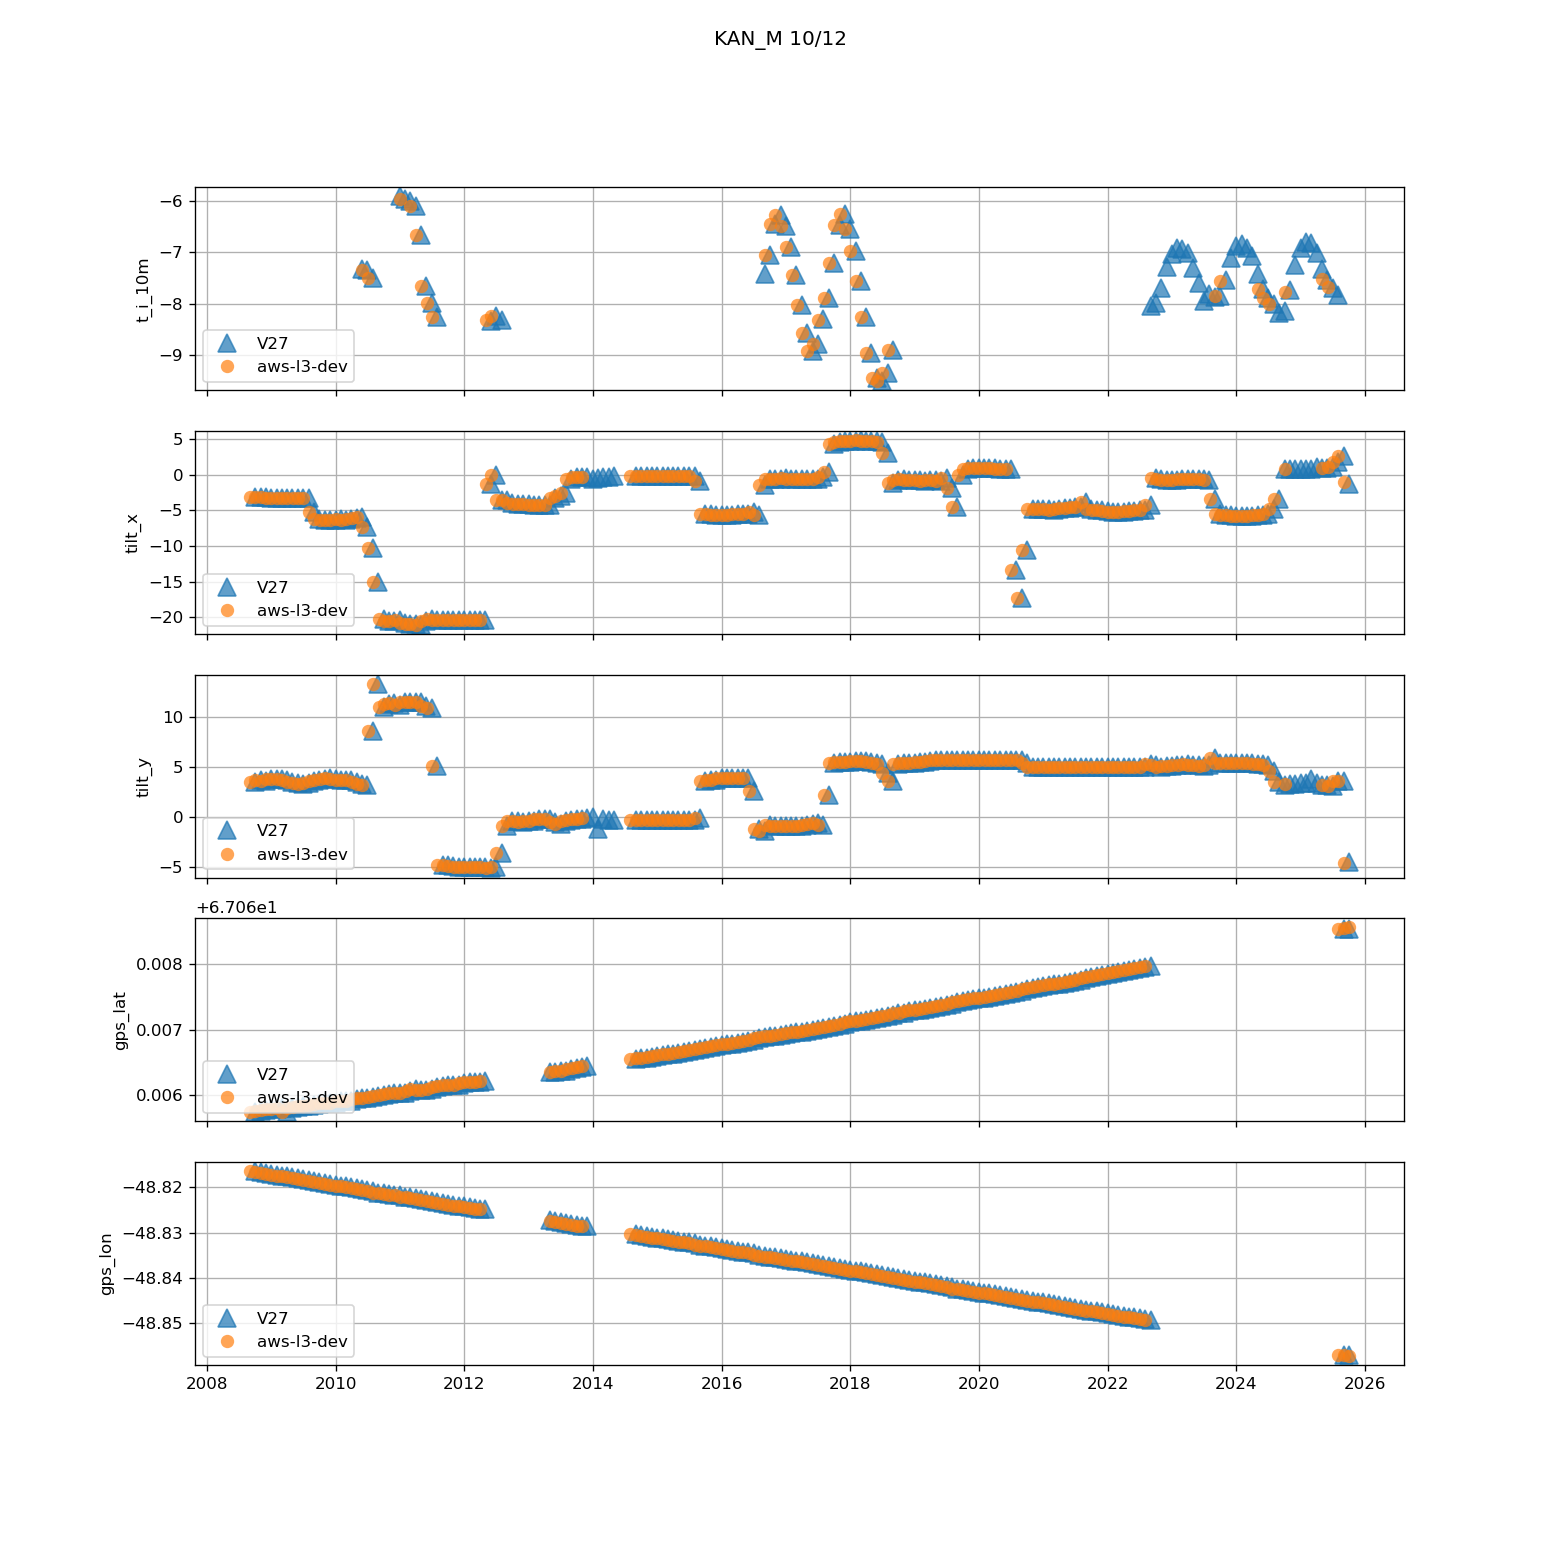 KAN_M 10/12
−6
−7
−8
−9
t_i_10m
V27
aws-l3-dev
5
0
−5
−10
−15
−20
tilt_x
V27
aws-l3-dev
10
5
0
−5
tilt_y
V27
aws-l3-dev
+6.706e1
0.008
0.007
0.006
gps_lat
V27
aws-l3-dev
−48.82
−48.83
−48.84
−48.85
gps_lon
V27
aws-l3-dev
2008 2010 2012 2014 2016 2018 2020 2022 2024 2026